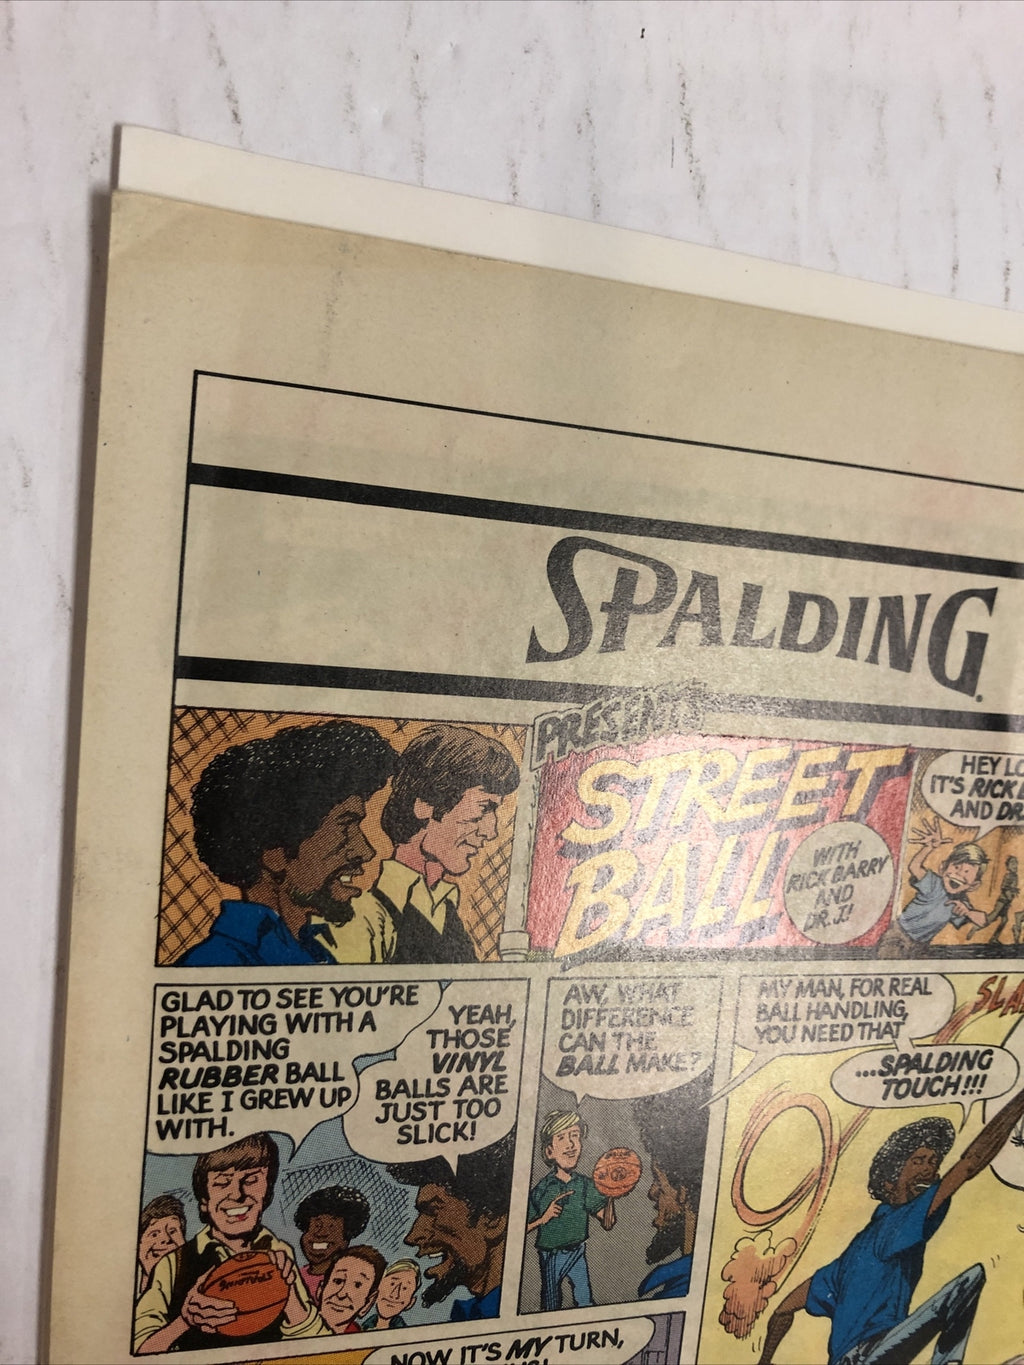 SPALDING.
PRESENTS
STREET
BALL
WITH
RICK BARRY
AND
DR. J!
HEY
IT'S RICK
AND DR.
GLAD TO SEE YOU'RE
PLAYING WITH A
SPALDING
RUBBER BALL
LIKE I GREW UP
WITH.
YEAH,
THOSE
VINYL
BALLS ARE
JUST TOO
SLICK!
SPALDING
AW, WHAT
DIFFERENCE
CAN THE
BALL MAKE?
MY MAN, FOR REAL
BALL HANDLING,
YOU NEED THAT
...SPALDING
TOUCH!!!
NOW IT'S MY TURN,